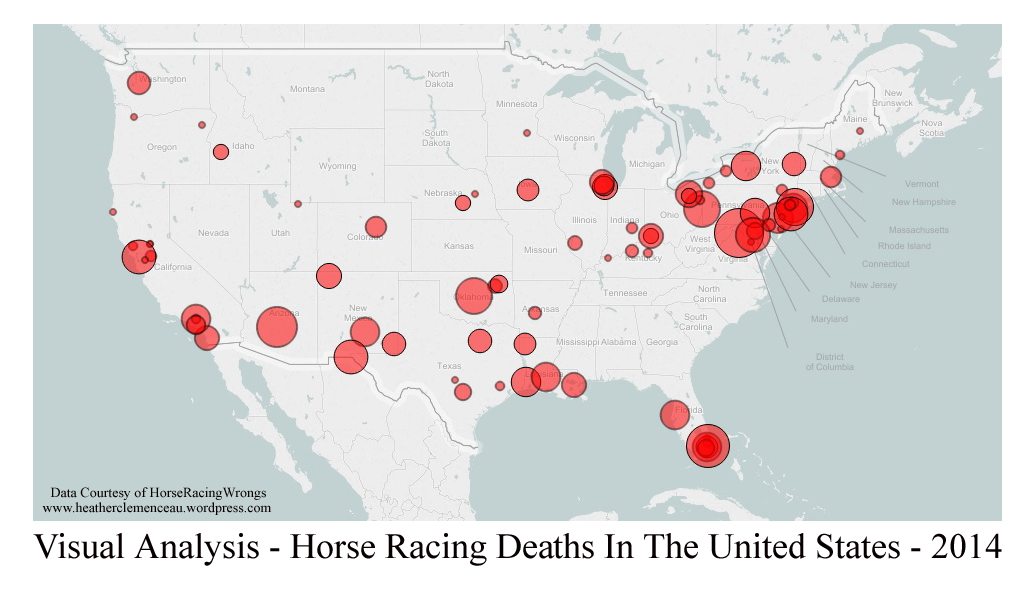 Washington
Montana
North
Dakota
Minnesota
Maine
New
Brunswick
Nova
Scotia
Oregon
Idaho
South
Dakota
Wisconsin
Michigan
New
York
Wyoming
Vermont
Nebraska
Iowa
Pennsylvania
New Hampshire
Nevada
Utah
Colorado
Illinois
Indiana
Ohio
Massachusetts
Rhode Island
Kansas
Missouri
West
Virginia
Virginia
Kentucky
Connecticut
California
New Jersey
Delaware
Oklahoma
Tennessee
North
Carolina
Arizona
New
Mexico
Arkansas
South
Carolina
Maryland
Mississippi
Alabama
Georgia
District
of Columbia
Texas
Louisiana
Florida
Data Courtesy of HorseRacingWrongs
www.heatherclemenceau.wordpress.com
Visual Analysis - Horse Racing Deaths In The United States - 2014